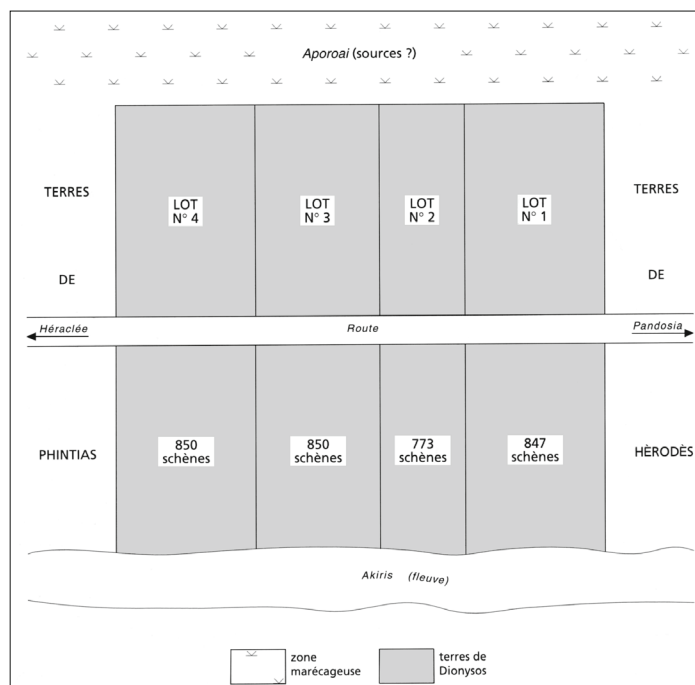 Aporoai (sources ?)
TERRES
LOT
N° 4
LOT
N° 3
LOT
N° 2
LOT
N° 1
TERRES
DE
DE
Héraclée
Route
Pandosia
PHINTIAS
850
schènes
850
schènes
773
schènes
847
schènes
HÈRODÈS
Akiris (fleuve)
zone
marécageuse
terres de
Dionysos